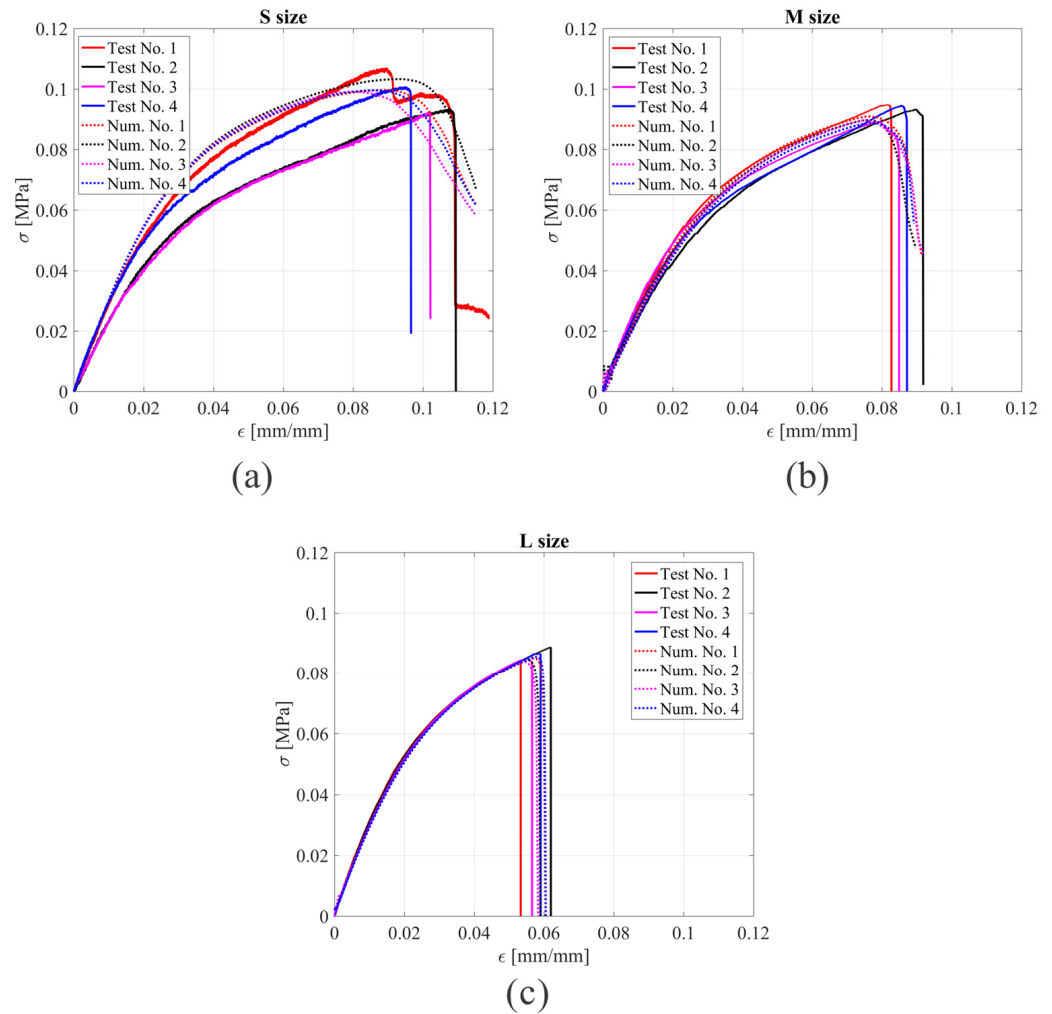 S size
0.12
0.1
0.08
0.06
0.04
0.02
0
σ [MPa]
Test No. 1
Test No. 2
Test No. 3
Test No. 4
Num. No. 1
Num. No. 2
Num. No. 3
Num. No. 4
0 0.02 0.04 0.06 0.08 0.1 0.12
ϵ [mm/mm]
(a)
M size
0.12
0.1
0.08
0.06
0.04
0.02
0
σ [MPa]
Test No. 1
Test No. 2
Test No. 3
Test No. 4
Num. No. 1
Num. No. 2
Num. No. 3
Num. No. 4
0 0.02 0.04 0.06 0.08 0.1 0.12
ϵ [mm/mm]
(b)
L size
0.12
0.1
0.08
0.06
0.04
0.02
0
σ [MPa]
Test No. 1
Test No. 2
Test No. 3
Test No. 4
Num. No. 1
Num. No. 2
Num. No. 3
Num. No. 4
0 0.02 0.04 0.06 0.08 0.1 0.12
ϵ [mm/mm]
(c)